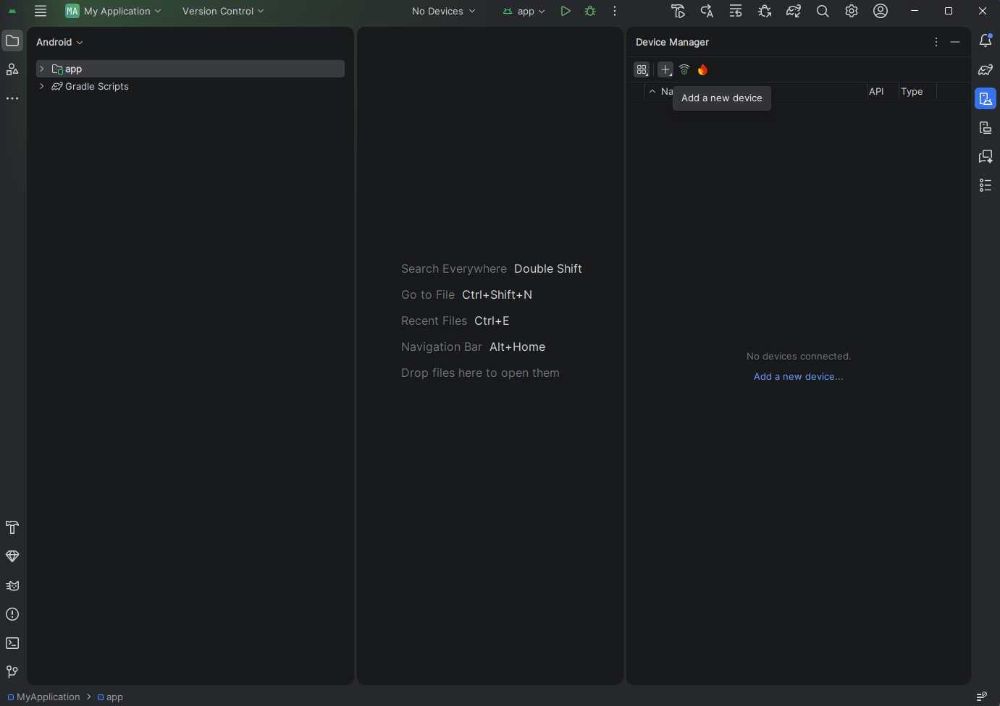 MA My Application Version Control No Devices app
Android
app
Gradle Scripts
Search Everywhere Double Shift
Go to File Ctrl+Shift+N
Recent Files Ctrl+E
Navigation Bar Alt+Home
Drop files here to open them
Device Manager
Na API Type
Add a new device
No devices connected.
Add a new device...
MyApplication app